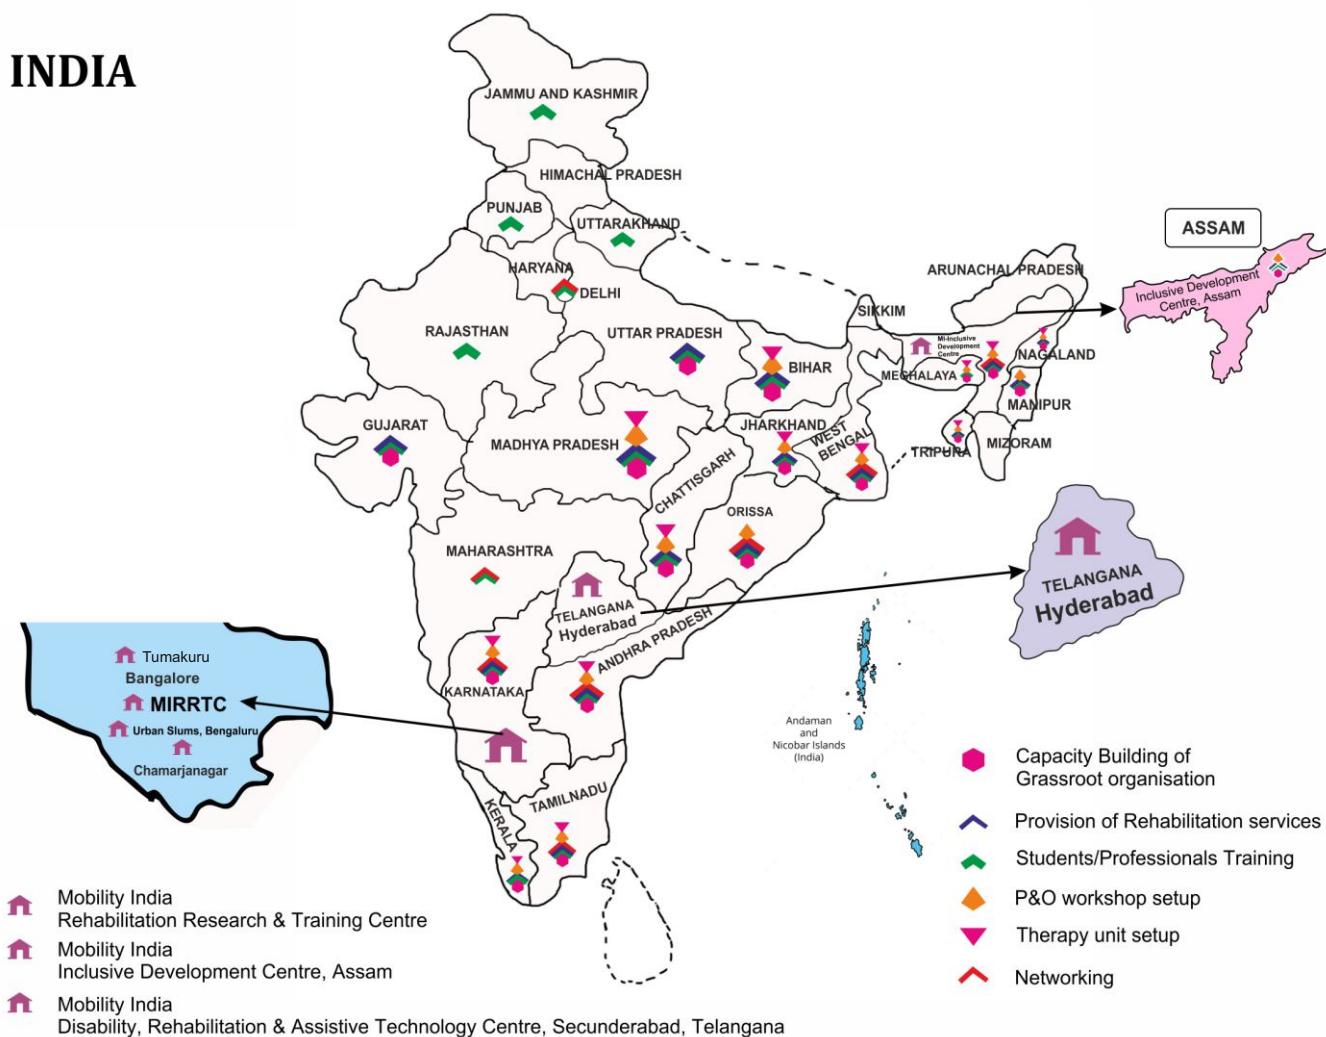 INDIA
JAMMU AND KASHMIR
HIMACHAL PRADESH
PUNJAB
UTTARAKHAND
HARYANA
DELHI
RAJASTHAN
UTTAR PRADESH
BIHAR
SIKKIM
ARUNACHAL PRADESH
ASSAM
Inclusive Development
Centre, Assam
MI-Inclusive
Development
Centre
NAGALAND
MEGHALAYA
MANIPUR
TRIPURA
MIZORAM
GUJARAT
MADHYA PRADESH
JHARKHAND
WEST
BENGAL
CHATTISGARH
ORISSA
MAHARASHTRA
TELANGANA
Hyderabad
TELANGANA
Hyderabad
ANDHRA PRADESH
KARNATAKA
Tumakuru
Bangalore
MIRRTC
Urban Slums, Bengaluru
Chamarjanagar
KERALA
TAMILNADU
Andaman
and
Nicobar Islands
(India)
Capacity Building of
Grassroot organisation
Provision of Rehabilitation services
Students/Professionals Training
P&O workshop setup
Therapy unit setup
Networking
Mobility India
Rehabilitation Research & Training Centre
Mobility India
Inclusive Development Centre, Assam
Mobility India
Disability, Rehabilitation & Assistive Technology Centre, Secunderabad, Telangana